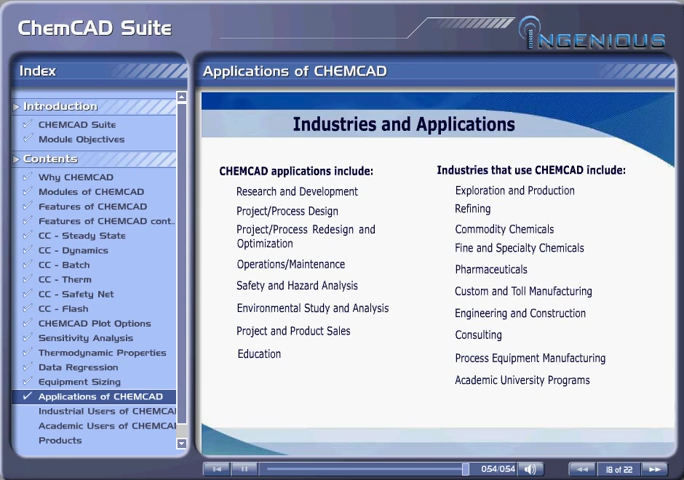 ChemCAD Suite
INGENIOUS
Index
Applications of CHEMCAD
Introduction
CHEMCAD Suite
Module Objectives
Contents
Why CHEMCAD
Modules of CHEMCAD
Features of CHEMCAD
Features of CHEMCAD cont.
CC - Steady State
CC - Dynamics
CC - Batch
CC - Therm
CC - Safety Net
CC - Flash
CHEMCAD Plot Options
Sensitivity Analysis
Thermodynamic Properties
Data Regression
Equipment Sizing
Applications of CHEMCAD
Industrial Users of CHEMCA
Academic Users of CHEMCA
Products
Industries and Applications
CHEMCAD applications include:
Research and Development
Project/Process Design
Project/Process Redesign and
Optimization
Operations/Maintenance
Safety and Hazard Analysis
Environmental Study and Analysis
Project and Product Sales
Education
Industries that use CHEMCAD include:
Exploration and Production
Refining
Commodity Chemicals
Fine and Specialty Chemicals
Pharmaceuticals
Custom and Toll Manufacturing
Engineering and Construction
Consulting
Process Equipment Manufacturing
Academic University Programs
0:54/0:54
18 of 22